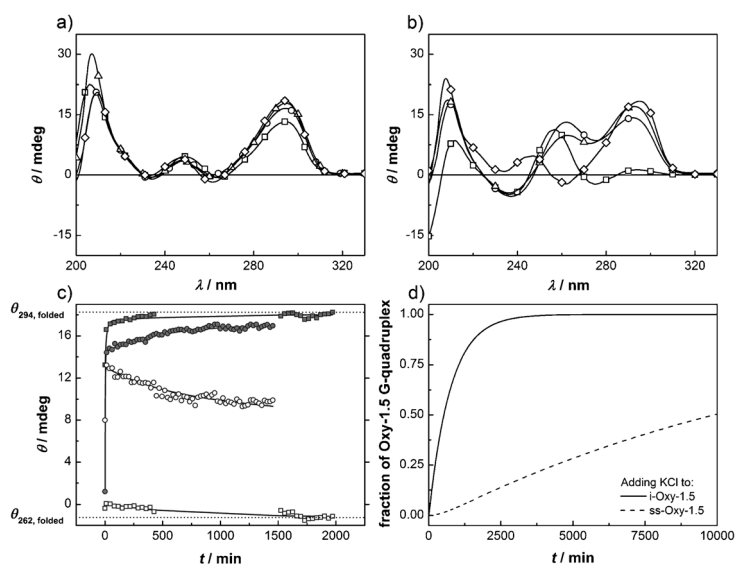 a)
30
15
0
-15
θ / mdeg
200
240
280
320
λ / nm
b)
30
15
0
-15
θ / mdeg
200
240
280
320
λ / nm
c)
θ294, folded
16
12
8
4
0
θ262, folded
θ / mdeg
0
500
1000
1500
2000
t / min
d)
1.00
0.75
0.50
0.25
0.00
fraction of Oxy-1.5 G-quadruplex
0
2500
5000
7500
10000
t / min
Adding KCl to:
i-Oxy-1.5
ss-Oxy-1.5